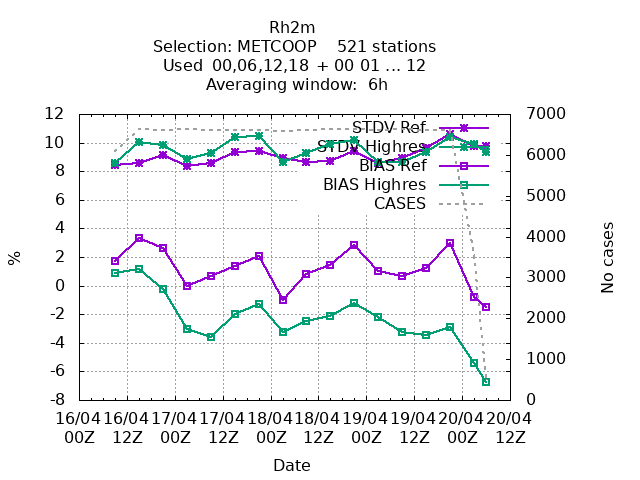 Rh2m
Selection: METCOOP 521 stations
Used 00,06,12,18 + 00 01 ... 12
Averaging window: 6h
12
10
8
6
4
2
0
-2
-4
-6
-8
%
STDV Ref
STDV Highres
BIAS Ref
BIAS Highres
CASES
7000
6000
5000
4000
3000
2000
1000
0
No cases
16/04 16/04 17/04 17/04 18/04 18/04 19/04 19/04 20/04 20/04
00Z 12Z 00Z 12Z 00Z 12Z 00Z 12Z 00Z 12Z
Date